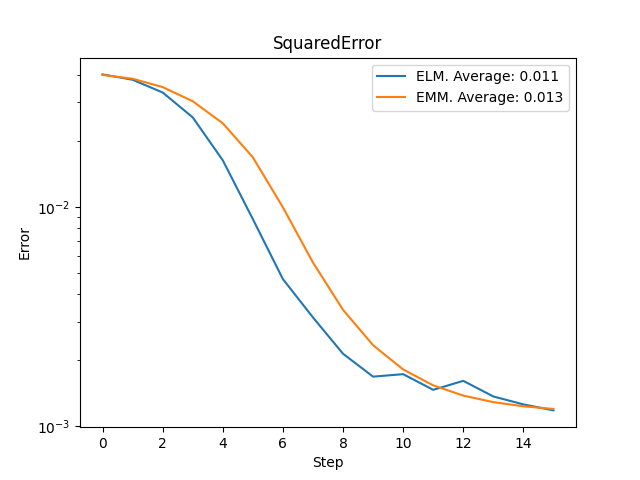 SquaredError
ELM. Average: 0.011
EMM. Average: 0.013
10⁻²
10⁻³
Error
0 2 4 6 8 10 12 14
Step